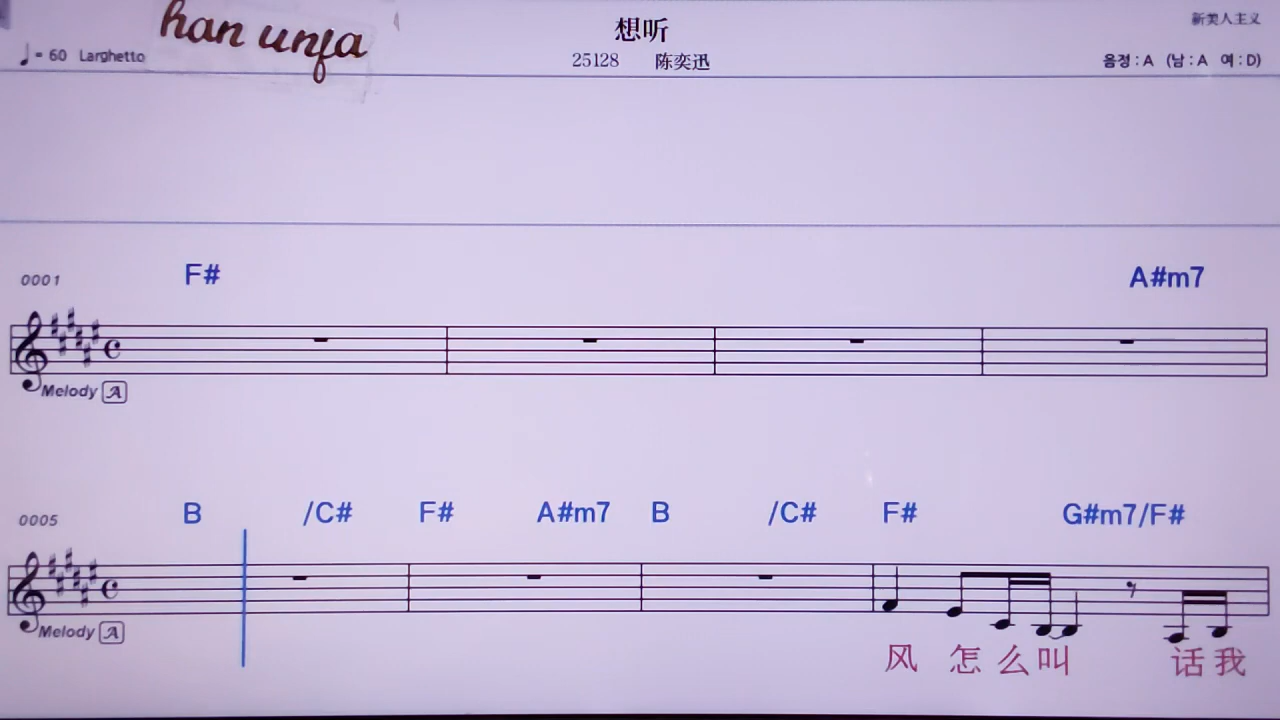 han unja
想听
新美人主义
♩= 60 Larghetto
25128 陈奕迅
음정 : A (남 : A 여 : D)
0001 F# A#m7
Melody A
0005 B /C# F# A#m7 B /C# F# G#m7/F#
Melody A
风 怎 么 叫 话 我